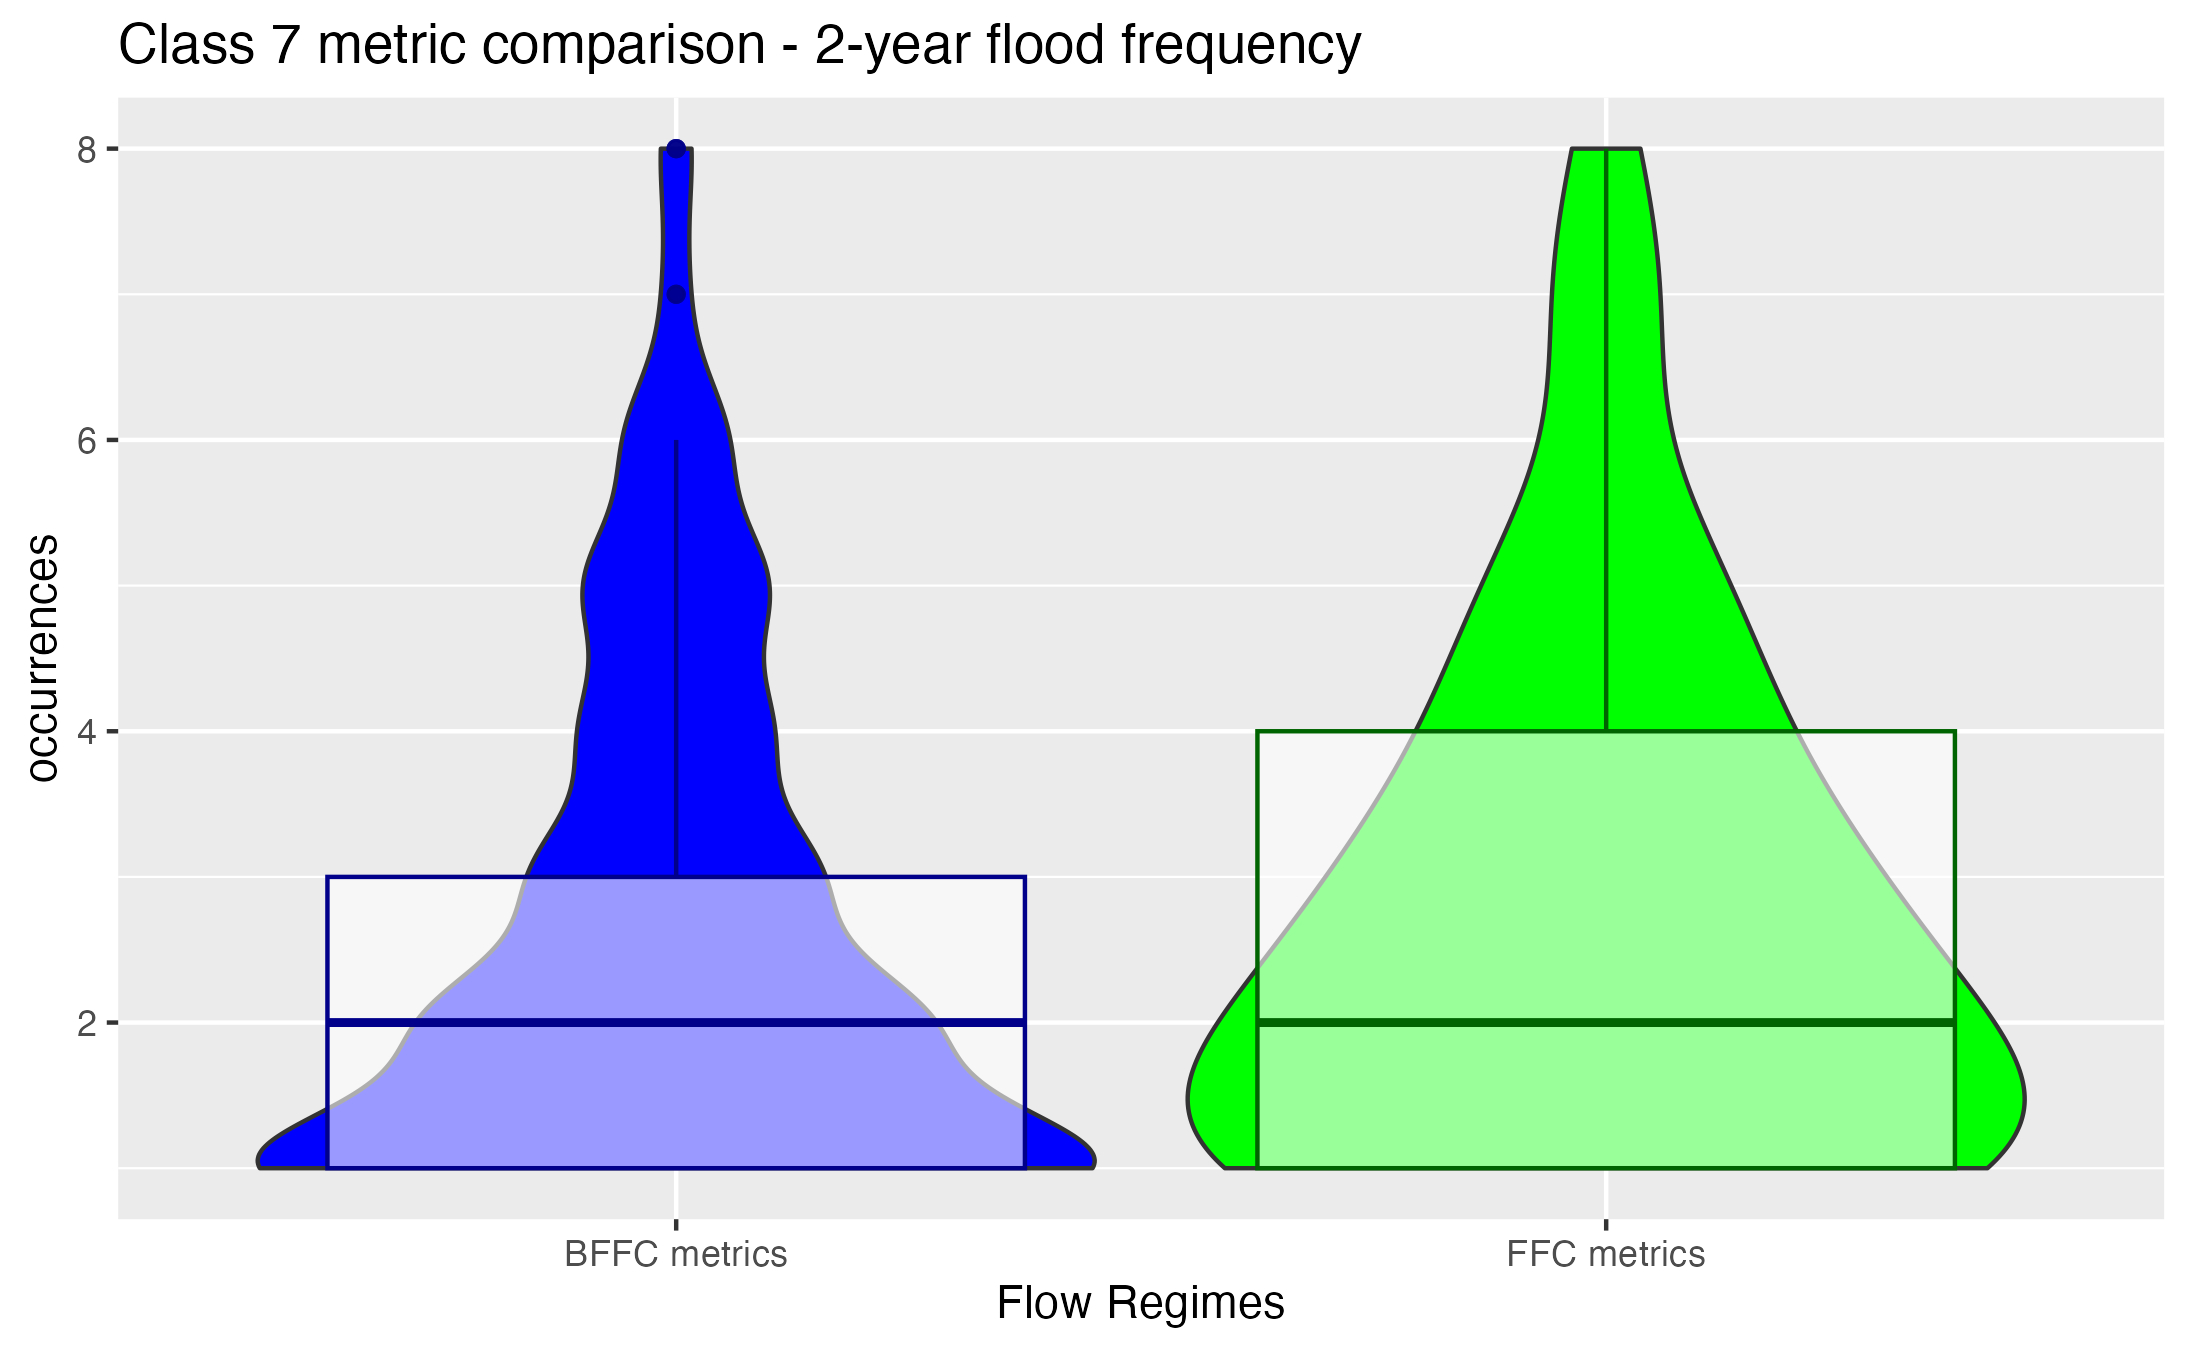 Class 7 metric comparison - 2-year flood frequency
8
6
4
2
occurrences
BFFC metrics
FFC metrics
Flow Regimes